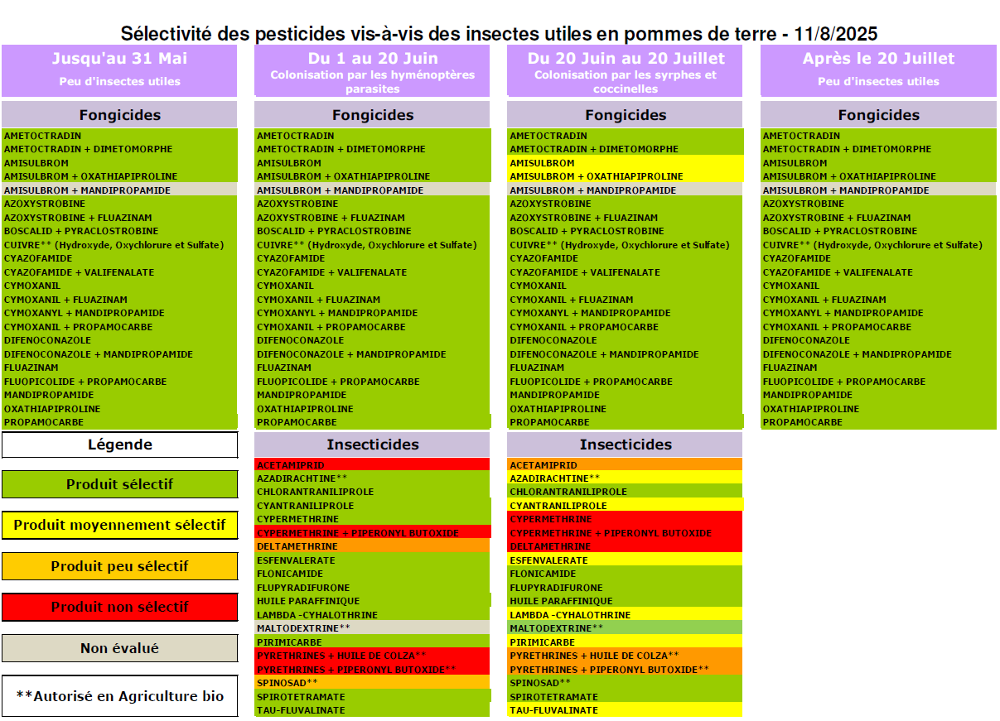 Sélectivité des pesticides vis-à-vis des insectes utiles en pommes de terre - 11/8/2025
Jusqu'au 31 Mai
Peu d'insectes utiles
Fongicides
AMETOCTRADIN
AMETOCTRADIN + DIMETOMORPHE
AMISULBROM
AMISULBROM + OXATHIAPIPROLINE
AMISULBROM + MANDIPROPAMIDE
AZOXYSTROBINE
AZOXYSTROBINE + FLUAZINAM
BOSCALID + PYRACLOSTROBINE
CUIVRE** (Hydroxyde, Oxychlorure et Sulfate)
CYAZOFAMIDE
CYAZOFAMIDE + VALIFENALATE
CYMOXANIL
CYMOXANIL + FLUAZINAM
CYMOXANYL + MANDIPROPAMIDE
CYMOXANIL + PROPAMOCARBE
DIFENOCONAZOLE
DIFENOCONAZOLE + MANDIPROPAMIDE
FLUAZINAM
FLUOPICOLIDE + PROPAMOCARBE
MANDIPROPAMIDE
OXATHIAPIPROLINE
PROPAMOCARBE
Légende
Produit sélectif
Produit moyennement sélectif
Produit peu sélectif
Produit non sélectif
Non évalué
**Autorisé en Agriculture bio
Du 1 au 20 Juin
Colonisation par les hyménoptères
parasites
Fongicides
AMETOCTRADIN
AMETOCTRADIN + DIMETOMORPHE
AMISULBROM
AMISULBROM + OXATHIAPIPROLINE
AMISULBROM + MANDIPROPAMIDE
AZOXYSTROBINE
AZOXYSTROBINE + FLUAZINAM
BOSCALID + PYRACLOSTROBINE
CUIVRE** (Hydroxyde, Oxychlorure et Sulfate)
CYAZOFAMIDE
CYAZOFAMIDE + VALIFENALATE
CYMOXANIL
CYMOXANIL + FLUAZINAM
CYMOXANYL + MANDIPROPAMIDE
CYMOXANIL + PROPAMOCARBE
DIFENOCONAZOLE
DIFENOCONAZOLE + MANDIPROPAMIDE
FLUAZINAM
FLUOPICOLIDE + PROPAMOCARBE
MANDIPROPAMIDE
OXATHIAPIPROLINE
PROPAMOCARBE
Insecticides
ACETAMIPRID
AZADIRACHTINE**
CHLORANTRANILIPROLE
CYANTRANILIPROLE
CYPERMETHRINE
CYPERMETHRINE + PIPERONYL BUTOXIDE
DELTAMETHRINE
ESFENVALERATE
FLONICAMIDE
FLUPYRADIFURONE
HUILE PARAFFINIQUE
LAMBDA -CYHALOTHRINE
MALTODEXTRINE**
PIRIMICARBE
PYRETHRINES + HUILE DE COLZA**
PYRETHRINES + PIPERONYL BUTOXIDE**
SPINOSAD**
SPIROTETRAMATE
TAU-FLUVALINATE
Du 20 Juin au 20 Juillet
Colonisation par les syrphes et
coccinelles
Fongicides
AMETOCTRADIN
AMETOCTRADIN + DIMETOMORPHE
AMISULBROM
AMISULBROM + OXATHIAPIPROLINE
AMISULBROM + MANDIPROPAMIDE
AZOXYSTROBINE
AZOXYSTROBINE + FLUAZINAM
BOSCALID + PYRACLOSTROBINE
CUIVRE** (Hydroxyde, Oxychlorure et Sulfate)
CYAZOFAMIDE
CYAZOFAMIDE + VALIFENALATE
CYMOXANIL
CYMOXANIL + FLUAZINAM
CYMOXANYL + MANDIPROPAMIDE
CYMOXANIL + PROPAMOCARBE
DIFENOCONAZOLE
DIFENOCONAZOLE + MANDIPROPAMIDE
FLUAZINAM
FLUOPICOLIDE + PROPAMOCARBE
MANDIPROPAMIDE
OXATHIAPIPROLINE
PROPAMOCARBE
Insecticides
ACETAMIPRID
AZADIRACHTINE**
CHLORANTRANILIPROLE
CYANTRANILIPROLE
CYPERMETHRINE
CYPERMETHRINE + PIPERONYL BUTOXIDE
DELTAMETHRINE
ESFENVALERATE
FLONICAMIDE
FLUPYRADIFURONE
HUILE PARAFFINIQUE
LAMBDA -CYHALOTHRINE
MALTODEXTRINE**
PIRIMICARBE
PYRETHRINES + HUILE DE COLZA**
PYRETHRINES + PIPERONYL BUTOXIDE**
SPINOSAD**
SPIROTETRAMATE
TAU-FLUVALINATE
Après le 20 Juillet
Peu d'insectes utiles
Fongicides
AMETOCTRADIN
AMETOCTRADIN + DIMETOMORPHE
AMISULBROM
AMISULBROM + OXATHIAPIPROLINE
AMISULBROM + MANDIPROPAMIDE
AZOXYSTROBINE
AZOXYSTROBINE + FLUAZINAM
BOSCALID + PYRACLOSTROBINE
CUIVRE** (Hydroxyde, Oxychlorure et Sulfate)
CYAZOFAMIDE
CYAZOFAMIDE + VALIFENALATE
CYMOXANIL
CYMOXANIL + FLUAZINAM
CYMOXANYL + MANDIPROPAMIDE
CYMOXANIL + PROPAMOCARBE
DIFENOCONAZOLE
DIFENOCONAZOLE + MANDIPROPAMIDE
FLUAZINAM
FLUOPICOLIDE + PROPAMOCARBE
MANDIPROPAMIDE
OXATHIAPIPROLINE
PROPAMOCARBE